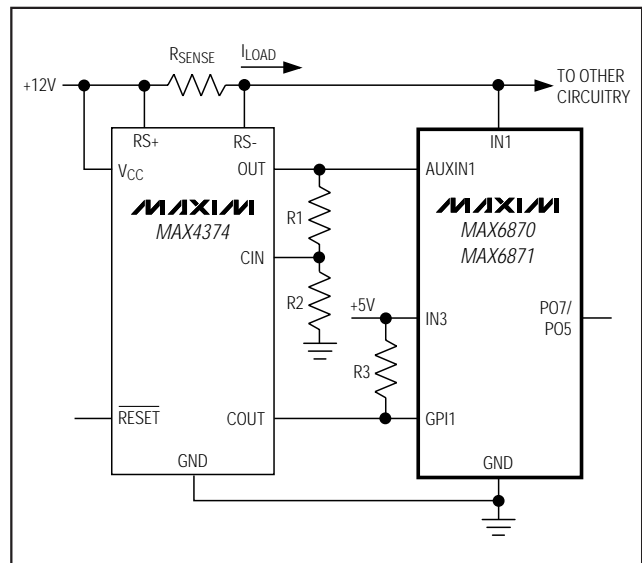 RSENSE
ILOAD
+12V
TO OTHER
CIRCUITRY
RS+
RS-
IN1
VCC
OUT
AUXIN1
MAXIM
MAX4374
R1
MAXIM
MAX6870
MAX6871
CIN
R2
+5V
IN3
PO7/
PO5
R3
RESET
COUT
GPI1
GND
GND